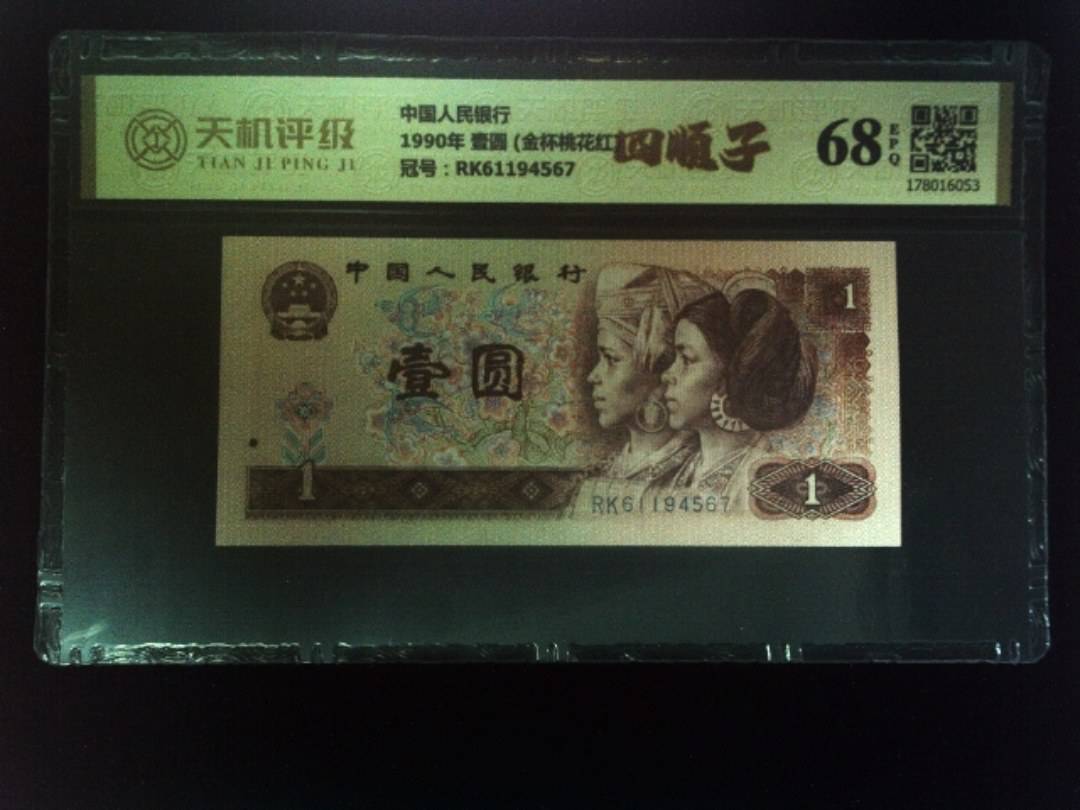 天机评级
TIAN JI PING JI
中国人民银行
1990年 壹圆 (金杯桃花红)
冠号：RK61194567
四顺子
68
EPQ
178016053
中国人民银行
1
壹圆
1
RK61194567
1